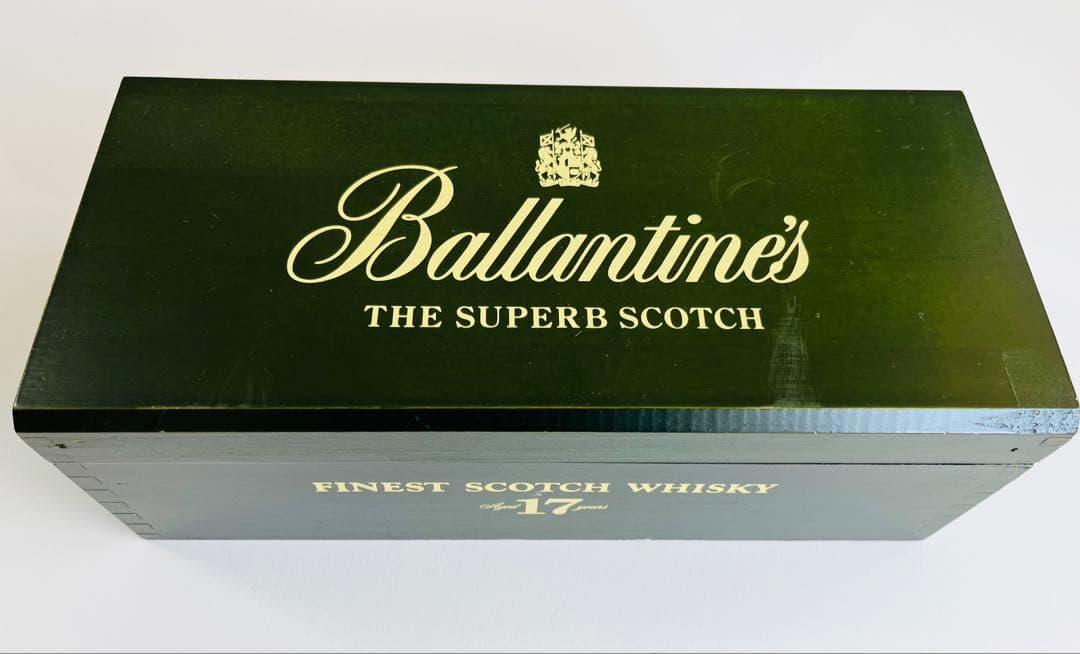 Ballantine's
THE SUPERB SCOTCH
FINEST SCOTCH WHISKY
Aged 17 years